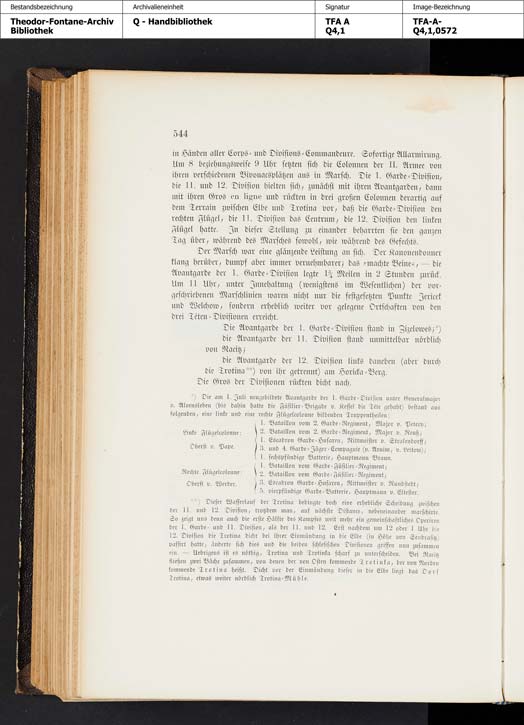 Bestandsbezeichnung Archivalieneinheit Signatur Image-Bezeichnung
Theodor-Fontane-Archiv Q - Handbibliothek TFA A TFA-A-
Bibliothek Q4,1 Q4,1,0572
544
in Händen aller Corps- und Divisions-Commandeure. Sofortige Allarmirung.
Um 8 beziehungsweise 9 Uhr setzten sich die Colonnen der II. Armee von
ihren verschiedenen Bivouacsplätzen aus in Marsch. Die 1. Garde-Division,
die 11. und 12. Division hielten sich, zunächst mit ihren Avantgarden, dann
mit ihren Gros en ligne und rückten in drei großen Colonnen derartig auf
dem Terrain zwischen Elbe und Trotina vor, daß die Garde-Division den
rechten Flügel, die 11. Division das Centrum, die 12. Division den linken
Flügel hatte. In dieser Stellung zu einander beharrten sie den ganzen
Tag über, während des Marsches sowohl, wie während des Gefechts.
Der Marsch war eine glänzende Leistung an sich. Der Kanonendonner
klang herüber, dumpf aber immer vernehmbarer; das »machte Beine«, — die
Avantgarde der 1. Garde-Division legte 1¾ Meilen in 2 Stunden zurück.
Um 11 Uhr, unter Innehaltung (wenigstens im Wesentlichen) der vor-
geschriebenen Marschlinien waren nicht nur die festgesetzten Punkte Jericek
und Welchow, sondern erheblich weiter vor gelegene Ortschaften von den
drei Têten-Divisionen erreicht.
Die Avantgarde der 1. Garde-Division stand in Zizelowes;*)
die Avantgarde der 11. Division stand unmittelbar nördlich
von Racitz;
die Avantgarde der 12. Division links daneben (aber durch
die Trotina**) von ihr getrennt) am Horicka-Berg.
Die Gros der Divisionen rückten dicht nach.
*) Die am 1. Juli neugebildete Avantgarde der 1. Garde-Division unter Generalmajor
v. Alvensleben (bis dahin hatte die Füsilier-Brigade v. Kessel die Tête gehabt) bestand aus
folgenden, eine linke und eine rechte Flügelcolonne bildenden Truppentheilen:
Linke Flügelcolonne:
Oberst v. Pape.
1. Bataillon vom 2. Garde-Regiment, Major v. Petery;
2. Bataillon vom 2. Garde-Regiment, Major v. Reuß;
1. Escadron Garde-Husaren, Rittmeister v. Stralendorff;
3. und 4. Garde-Jäger-Compagnie (v. Arnim, v. Lettow);
1. sechspfündige Batterie, Hauptmann Braun.
Rechte Flügelcolonne:
Oberst v. Werder.
1. Bataillon vom Garde-Füsilier-Regiment;
2. Bataillon vom Garde-Füsilier-Regiment;
3. Escadron Garde-Husaren, Rittmeister v. Rundstedt;
5. vierpfündige Garde-Batterie, Hauptmann v. Eltester.
**) Dieser Wasserlauf der Trotina bedingte doch eine erhebliche Scheidung zwischen
der 11. und 12. Division, trotzdem man, auf nächste Distance, nebeneinander marschirte.
So zeigt uns denn auch die erste Hälfte des Kampfes weit mehr ein gemeinschaftliches Operiren
der 1. Garde- und 11. Division, als der 11. und 12. Erst nachdem um 12 oder 1 Uhr die
12. Division die Trotina dicht bei ihrer Einmündung in die Elbe (in Höhe von
passirt hatte, änderte sich dies und die beiden schlesischen Divisionen griffen nun zusammen
ein. — Uebrigens ist es nöthig, Trotina und Trotinka scharf zu unterscheiden. Bei Racitz
fließen zwei Bäche zusammen, von denen der von Osten kommende Trotinka, der von Norden
kommende Trotina heißt. Dicht vor der Einmündung dieser in die Elbe liegt das Dorf
Trotina, etwas weiter nördlich Trotina-Mühle.